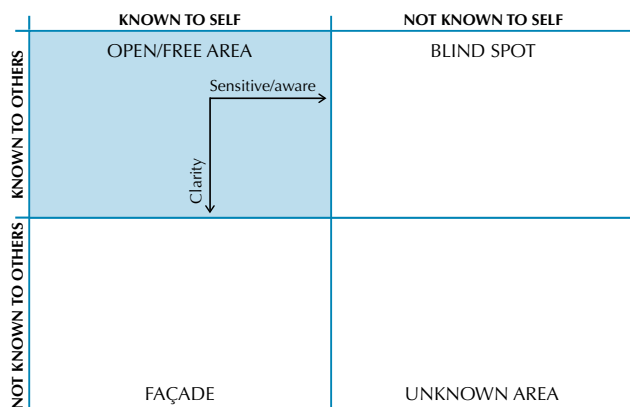 KNOWN TO SELF
NOT KNOWN TO SELF
KNOWN TO OTHERS
OPEN/FREE AREA
BLIND SPOT
Sensitive/aware
Clarity
NOT KNOWN TO OTHERS
FAÇADE
UNKNOWN AREA